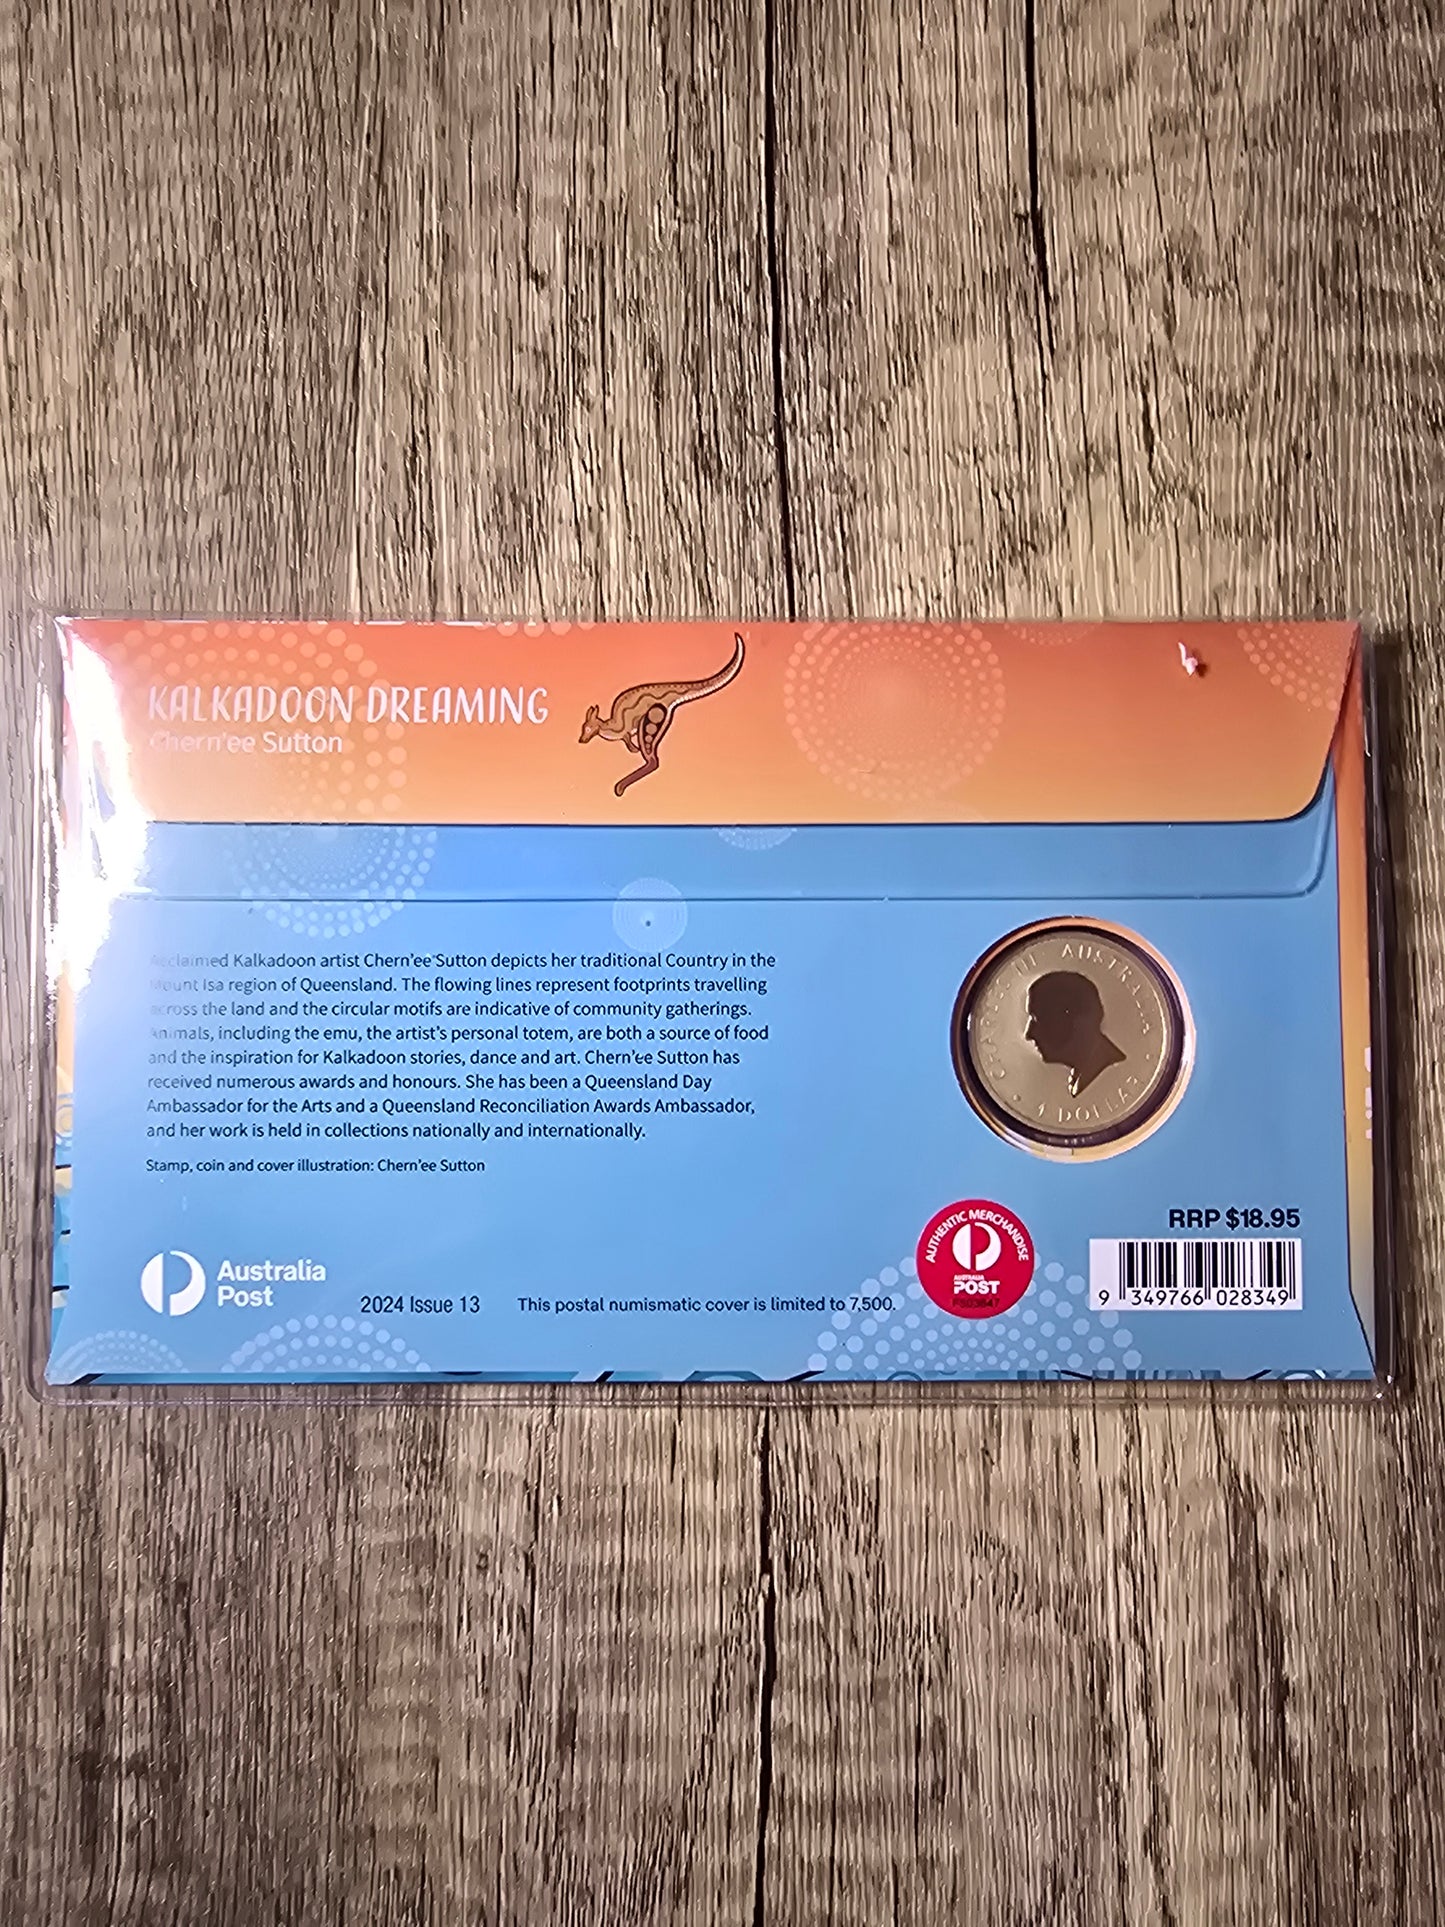 KALKADOON DREAMING
Chern'ee Sutton
Acclaimed Kalkadoon artist Chern'ee Sutton depicts her traditional Country in the
Mount Isa region of Queensland. The flowing lines represent footprints travelling
across the land and the circular motifs are indicative of community gatherings.
Animals, including the emu, the artist's personal totem, are both a source of food
and the inspiration for Kalkadoon stories, dance and art. Chern'ee Sutton has
received numerous awards and honours. She has been a Queensland Day
Ambassador for the Arts and a Queensland Reconciliation Awards Ambassador,
and her work is held in collections nationally and internationally.
Stamp, coin and cover illustration: Chern'ee Sutton
CHARLES III AUSTRALIA
1 DOLLAR
Australia
Post
2024 Issue 13
This postal numismatic cover is limited to 7,500.
AUTHENTIC MERCHANDISE
AUSTRALIA
POST
RRP $18.95
9 349766 028349